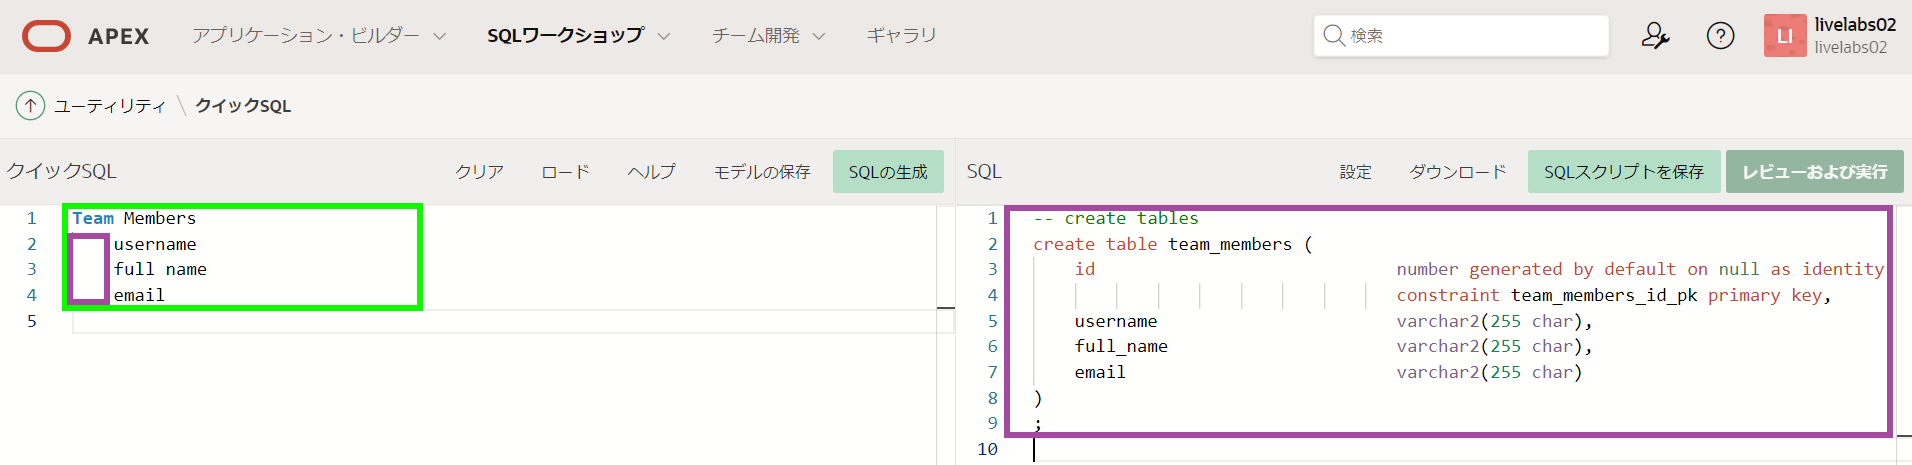 APEX アプリケーション・ビルダー SQLワークショップ チーム開発 ギャラリ 検索 LI livelabs02
livelabs02
ユーティリティ \ クイックSQL
クイックSQL クリア ロード ヘルプ モデルの保存 SQLの生成
1 Team Members
2 username
3 full name
4 email
5
SQL 設定 ダウンロード SQLスクリプトを保存 レビューおよび実行
1 -- create tables
2 create table team_members (
3 id number generated by default on null as identity
4 constraint team_members_id_pk primary key,
5 username varchar2(255 char),
6 full_name varchar2(255 char),
7 email varchar2(255 char)
8 )
9 ;
10